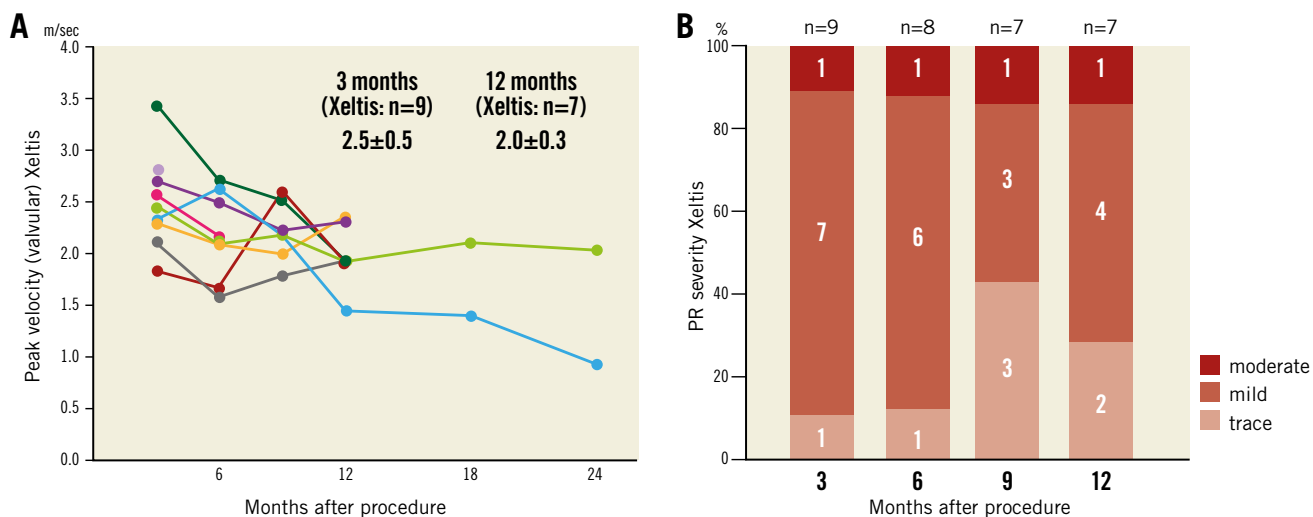 A
m/sec
4.0
3.5
3.0
2.5
2.0
1.5
1.0
0.5
0.0
Peak velocity (valvular) Xeltis
3 months
(Xeltis: n=9)
2.5±0.5
12 months
(Xeltis: n=7)
2.0±0.3
6
12
18
24
Months after procedure
B
%
n=9
n=8
n=7
n=7
100
80
60
40
20
0
PR severity Xeltis
1
7
1
1
6
1
1
3
3
1
4
2
3
6
9
12
Months after procedure
moderate
mild
trace